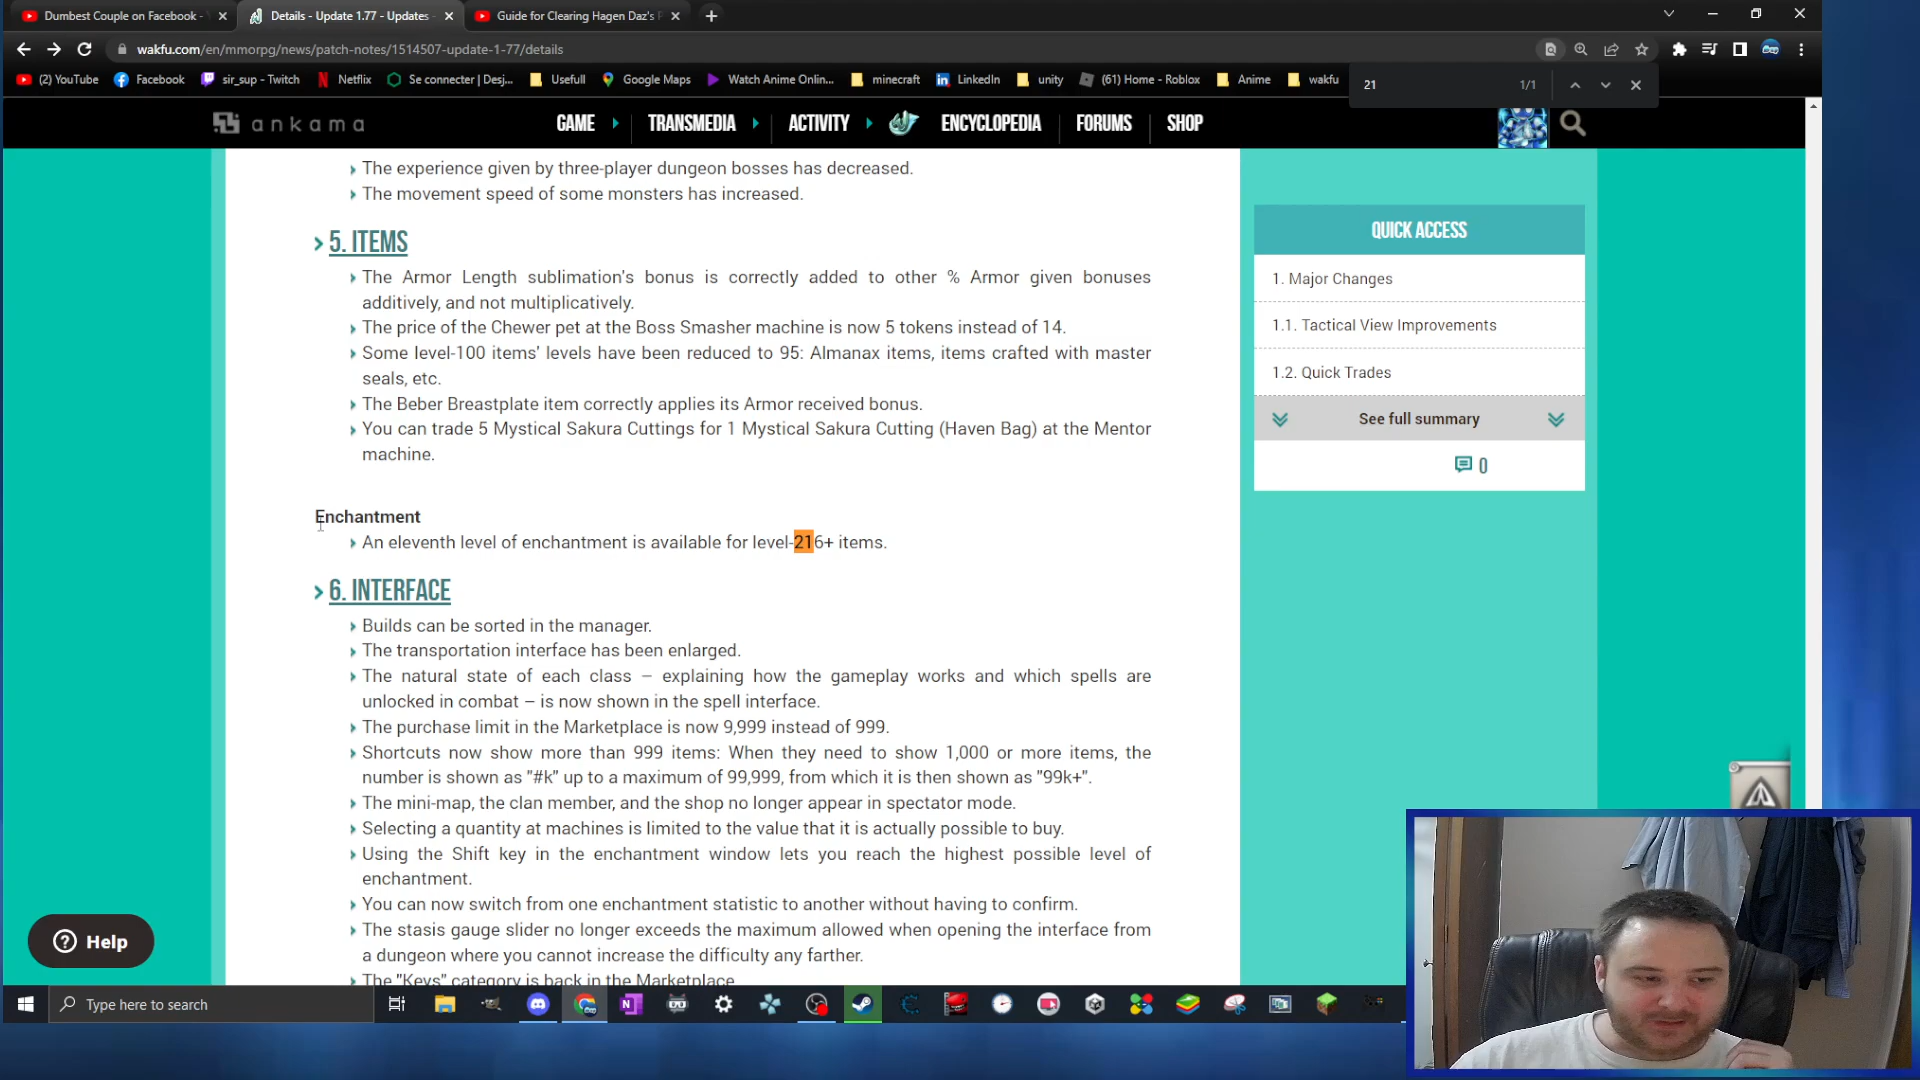 Dumbest Couple on Facebook -
Details - Update 1.77 - Updates -
Guide for Clearing Hagen Daz's
wakfu.com/en/mmorpg/news/patch-notes/1514507-update-1-77/details
(2) YouTube
Facebook
sir_sup - Twitch
Netflix
Se connecter | Desj...
Usefull
Google Maps
Watch Anime Onlin...
minecraft
LinkedIn
unity
(61) Home - Roblox
Anime
wakfu
21
1/1
ankama
GAME
TRANSMEDIA
ACTIVITY
ENCYCLOPEDIA
FORUMS
SHOP
The experience given by three-player dungeon bosses has decreased.
The movement speed of some monsters has increased.
5. ITEMS
The Armor Length sublimation's bonus is correctly added to other % Armor given bonuses
additively, and not multiplicatively.
The price of the Chewer pet at the Boss Smasher machine is now 5 tokens instead of 14.
Some level-100 items' levels have been reduced to 95: Almanax items, items crafted with master
seals, etc.
The Beber Breastplate item correctly applies its Armor received bonus.
You can trade 5 Mystical Sakura Cuttings for 1 Mystical Sakura Cutting (Haven Bag) at the Mentor
machine.
Enchantment
An eleventh level of enchantment is available for level-216+ items.
6. INTERFACE
Builds can be sorted in the manager.
The transportation interface has been enlarged.
The natural state of each class – explaining how the gameplay works and which spells are
unlocked in combat – is now shown in the spell interface.
The purchase limit in the Marketplace is now 9,999 instead of 999.
Shortcuts now show more than 999 items: When they need to show 1,000 or more items, the
number is shown as "#k" up to a maximum of 99,999, from which it is then shown as "99k+".
The mini-map, the clan member, and the shop no longer appear in spectator mode.
Selecting a quantity at machines is limited to the value that it is actually possible to buy.
Using the Shift key in the enchantment window lets you reach the highest possible level of
enchantment.
You can now switch from one enchantment statistic to another without having to confirm.
The stasis gauge slider no longer exceeds the maximum allowed when opening the interface from
a dungeon where you cannot increase the difficulty any farther.
The "Keys" category is back in the Marketplace
QUICK ACCESS
1. Major Changes
1.1. Tactical View Improvements
1.2. Quick Trades
See full summary
0
Help
Type here to search